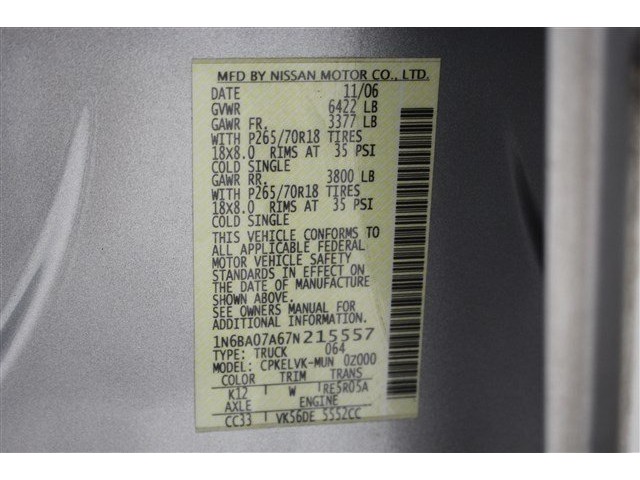 MFD BY NISSAN MOTOR CO., LTD.
DATE 11/06
GVWR 6422 LB
GAWR FR. 3377 LB
WITH P265/70R18 TIRES
18X8.0 RIMS AT 35 PSI
COLD SINGLE
GAWR RR. 3800 LB
WITH P265/70R18 TIRES
18X8.0 RIMS AT 35 PSI
COLD SINGLE
THIS VEHICLE CONFORMS TO
ALL APPLICABLE FEDERAL
MOTOR VEHICLE SAFETY
STANDARDS IN EFFECT ON
THE DATE OF MANUFACTURE
SHOWN ABOVE.
SEE OWNERS MANUAL FOR
ADDITIONAL INFORMATION
1N6BA07A67N215557
TYPE: TRUCK 064
MODEL: CPKELVK-MUN 0Z000
COLOR TRIM TRANS
K12 W RE5R05A
AXLE ENGINE
CC33 VK56DE 5552CC